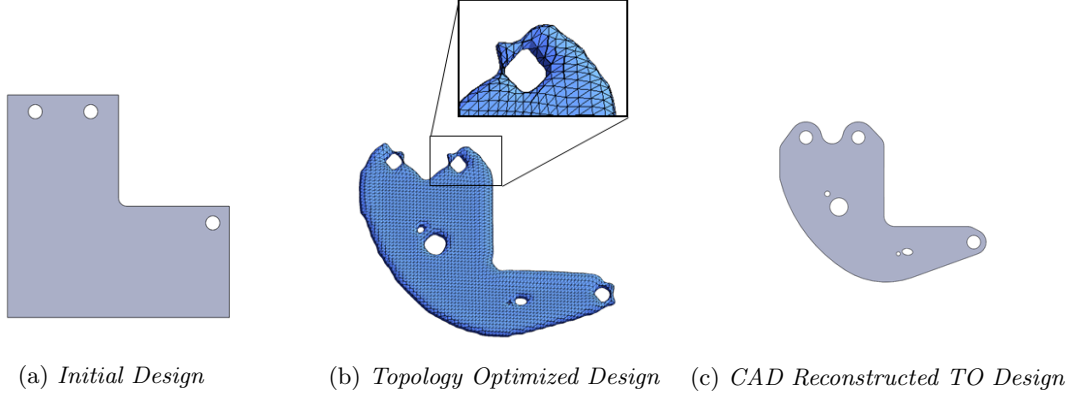 (a) Initial Design
(b) Topology Optimized Design
(c) CAD Reconstructed TO Design